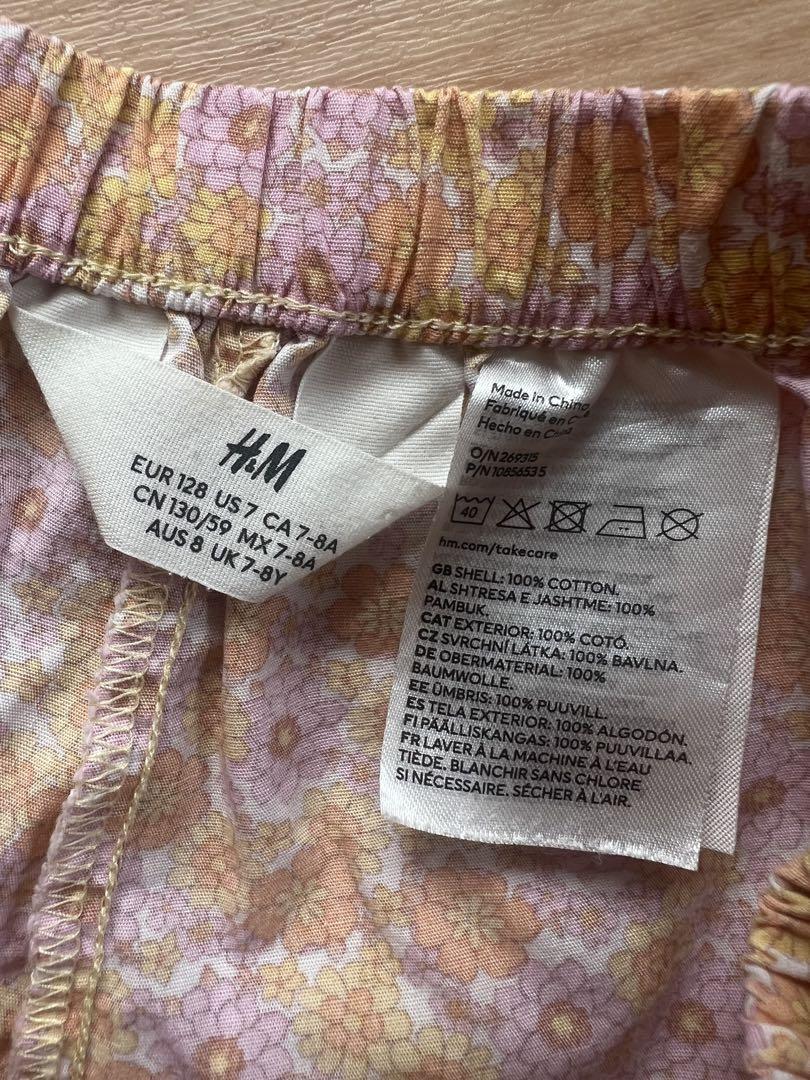 H&M
EUR 128 US 7 CA 7-8A
CN 130/59 MX 7-8A
AUS 8 UK 7-8Y
Made in China
Fabriqué en
Hecho en China
O/N 269315
P/N 1085653 5
40
hm.com/takecare
GB SHELL: 100% COTTON.
AL SHTRESA E JASHTME: 100%
PAMBUK.
CAT EXTERIOR: 100% COTÓ.
CZ SVRCHNÍ LÁTKA: 100% BAVLNA.
DE OBERMATERIAL: 100%
BAUMWOLLE.
EE ÜMBRIS: 100% PUUVILL.
ES TELA EXTERIOR: 100% ALGODÓN.
FI PÄÄLLISKANGAS: 100% PUUVILLAA.
FR LAVER À LA MACHINE À L'EAU
TIÈDE. BLANCHIR SANS CHLORE
SI NÉCESSAIRE. SÉCHER À L'AIR.